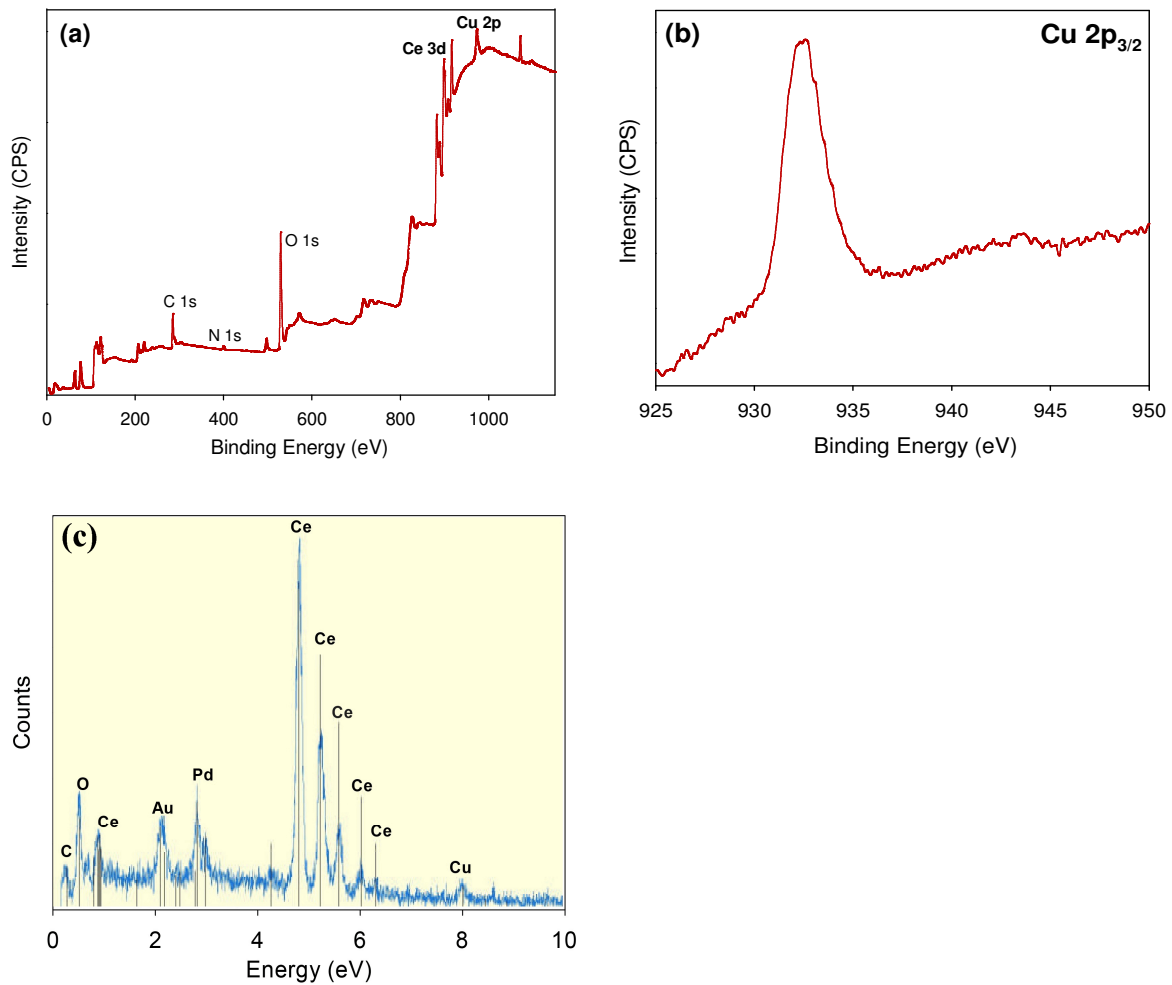 (a)
Cu 2p
Ce 3d
O 1s
C 1s
N 1s
Intensity (CPS)
0 200 400 600 800 1000
Binding Energy (eV)
(b)
Cu 2p3/2
Intensity (CPS)
925 930 935 940 945 950
Binding Energy (eV)
(c)
Ce
Ce
Ce
Pd
O
Ce
Au
Ce
Ce
C
Cu
Counts
0 2 4 6 8 10
Energy (eV)